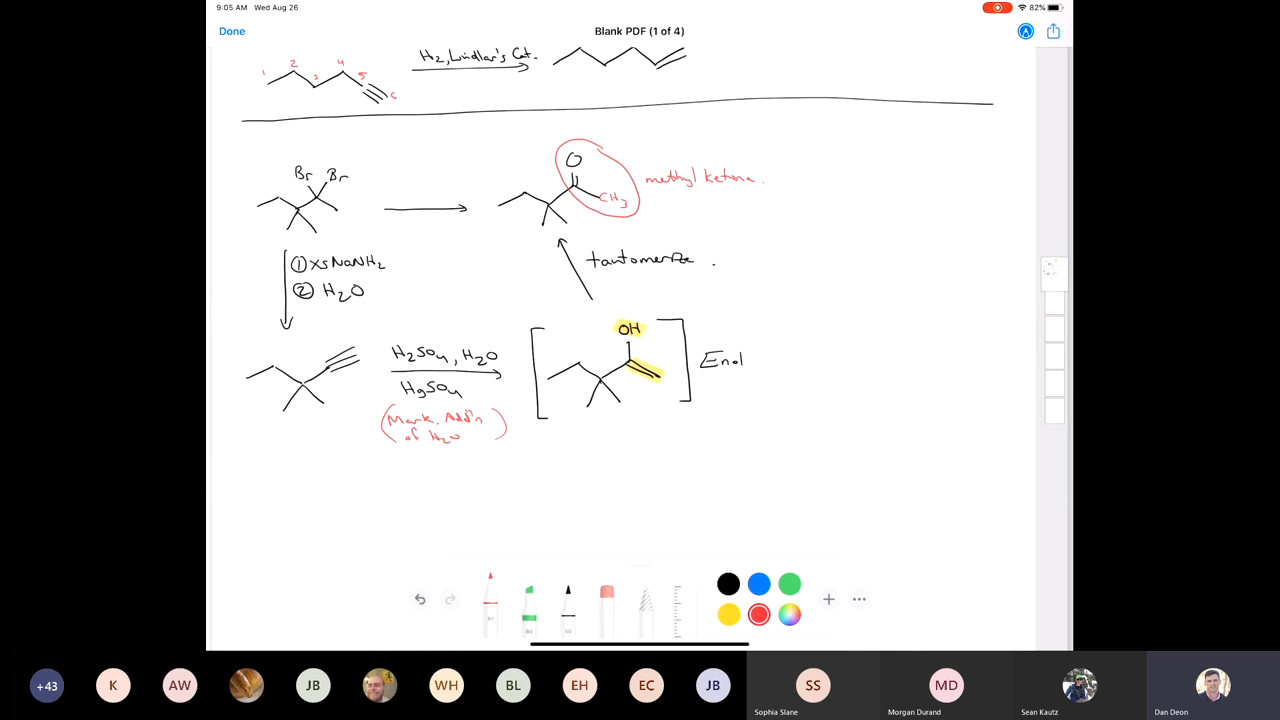 9:05 AM Wed Aug 26
82%
Done
Blank PDF (1 of 4)
H2, Lindlar's Cat.
1 2 3 4 5 6
Br Br
O
CH3
methyl ketone.
① xs NaNH2
② H2O
tautomerize.
H2SO4, H2O
HgSO4
(Mark. Add'n
of H2O)
OH
Enol
+43
K
AW
JB
WH
BL
EH
EC
JB
SS
MD
Sophia Slane
Morgan Durand
Sean Kautz
Dan Deon